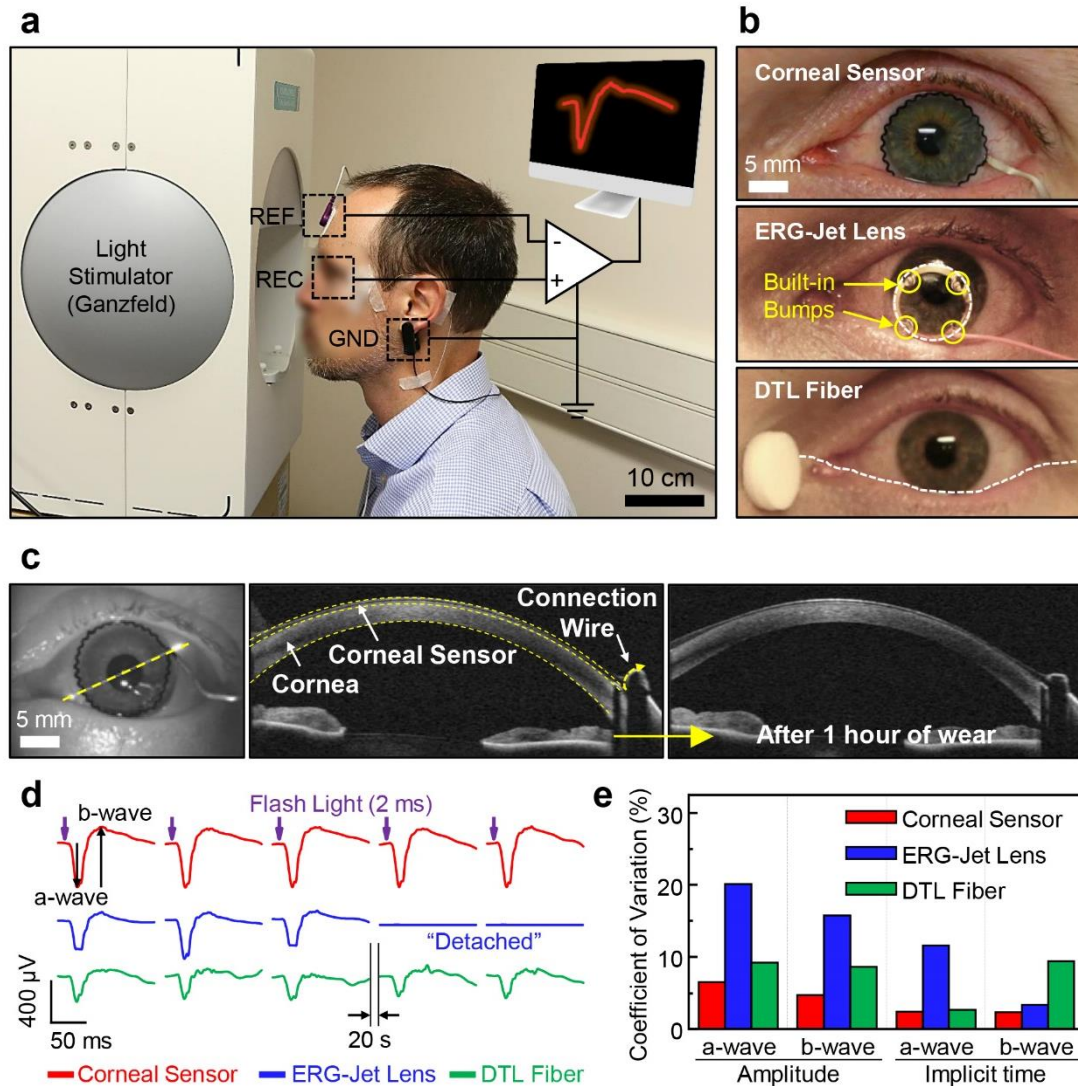 a
Light
Stimulator
(Ganzfeld)
REF
REC
GND
-
+
10 cm
b
Corneal Sensor
5 mm
ERG-Jet Lens
Built-in
Bumps
DTL Fiber
c
5 mm
Corneal Sensor
Cornea
Connection
Wire
After 1 hour of wear
d
b-wave
Flash Light (2 ms)
a-wave
“Detached”
400 µV
50 ms
20 s
Corneal Sensor
ERG-Jet Lens
DTL Fiber
e
Coefficient of Variation (%)
30
20
10
0
Corneal Sensor
ERG-Jet Lens
DTL Fiber
a-wave b-wave a-wave b-wave
Amplitude Implicit time